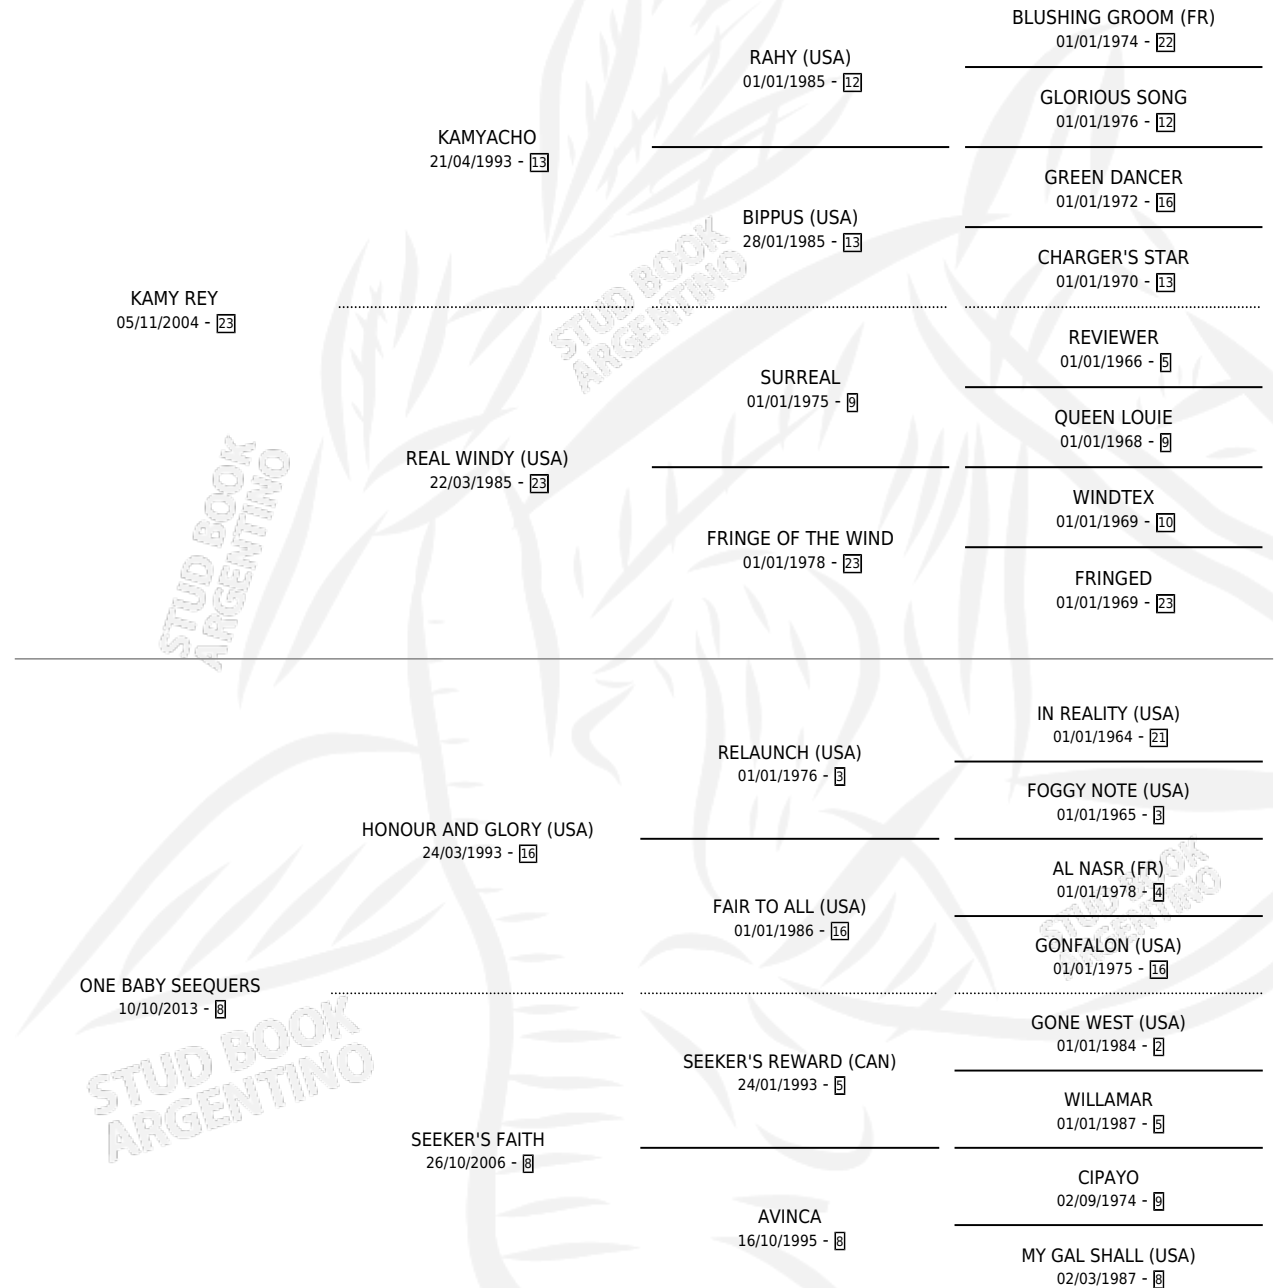 BLUSHING GROOM (FR)
01/01/1974 - 22
RAHY (USA)
01/01/1985 - 12
GLORIOUS SONG
01/01/1976 - 12
KAMYACHO
21/04/1993 - 13
GREEN DANCER
01/01/1972 - 16
BIPPUS (USA)
28/01/1985 - 13
CHARGER'S STAR
01/01/1970 - 13
KAMY REY
05/11/2004 - 23
STUD BOOK
ARGENTINO
REVIEWER
01/01/1966 - 5
SURREAL
01/01/1975 - 9
QUEEN LOUIE
01/01/1968 - 9
REAL WINDY (USA)
22/03/1985 - 23
STUD BOOK
ARGENTINO
WINDTEX
01/01/1969 - 10
FRINGE OF THE WIND
01/01/1978 - 23
FRINGED
01/01/1969 - 23
IN REALITY (USA)
01/01/1964 - 21
RELAUNCH (USA)
01/01/1976 - 3
FOGGY NOTE (USA)
01/01/1965 - 3
HONOUR AND GLORY (USA)
24/03/1993 - 16
AL NASR (FR)
01/01/1978 - 4
STUD BOOK
ARGENTINO
FAIR TO ALL (USA)
01/01/1986 - 16
GONFALON (USA)
01/01/1975 - 16
ONE BABY SEEQUERS
10/10/2013 - 8
STUD BOOK
ARGENTINO
GONE WEST (USA)
01/01/1984 - 2
SEEKER'S REWARD (CAN)
24/01/1993 - 5
WILLAMAR
01/01/1987 - 5
SEEKER'S FAITH
26/10/2006 - 8
CIPAYO
02/09/1974 - 9
AVINCA
16/10/1995 - 8
MY GAL SHALL (USA)
02/03/1987 - 8